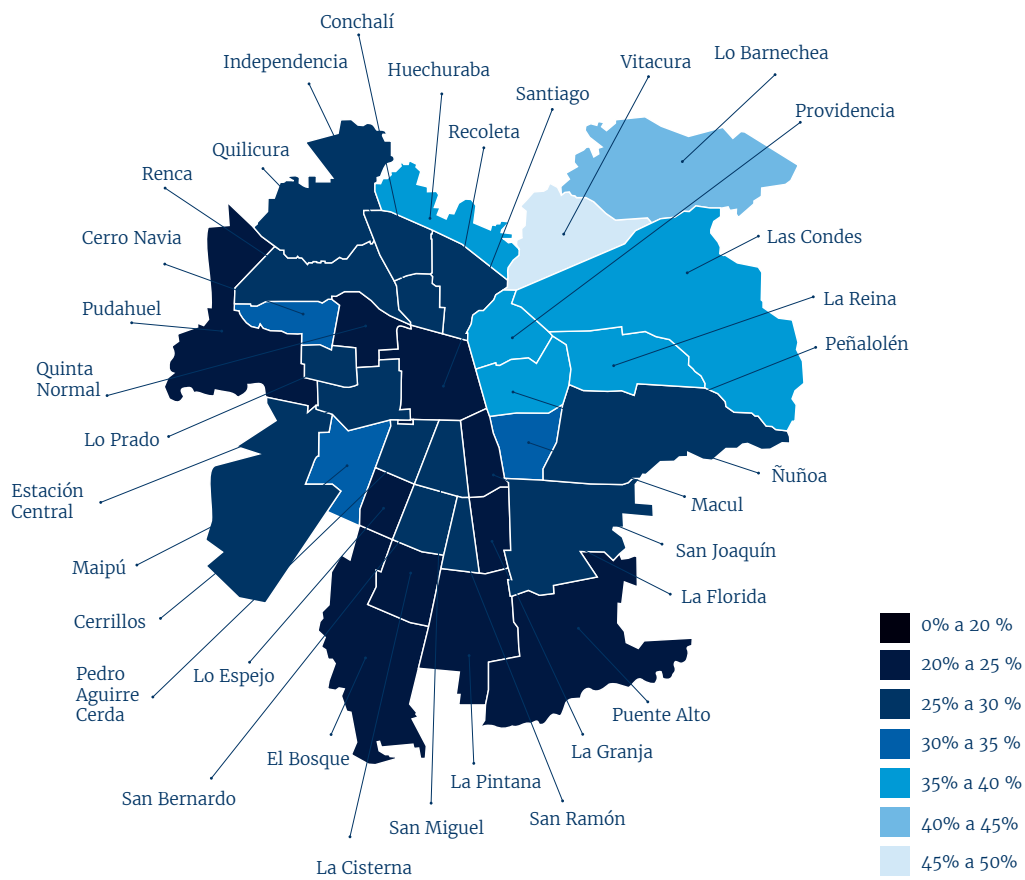 Conchalí
Independencia
Huechuraba
Vitacura
Lo Barnechea
Santiago
Providencia
Recoleta
Quilicura
Renca
Cerro Navia
Las Condes
Pudahuel
La Reina
Peñalolén
Quinta
Normal
Lo Prado
Ñuñoa
Estación
Central
Macul
San Joaquín
Maipú
La Florida
Cerrillos
Pedro
Aguirre
Cerda
Lo Espejo
Puente Alto
La Granja
El Bosque
La Pintana
San Bernardo
San Ramón
San Miguel
La Cisterna
0% a 20 %
20% a 25 %
25% a 30 %
30% a 35 %
35% a 40 %
40% a 45%
45% a 50%